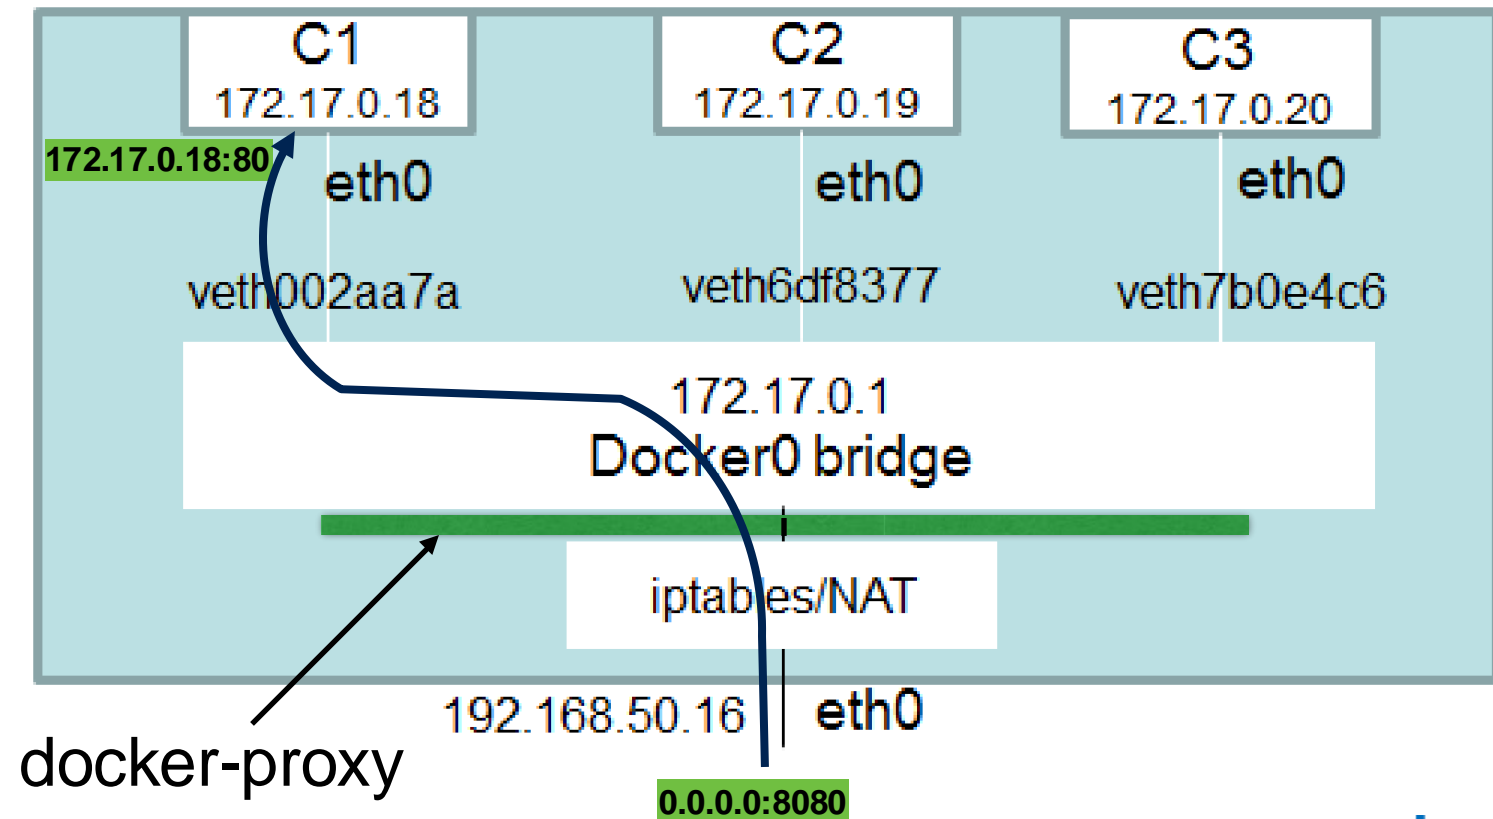 C1
172.17.0.18
C2
172.17.0.19
C3
172.17.0.20
172.17.0.18:80
eth0
eth0
eth0
veth002aa7a
veth6df8377
veth7b0e4c6
172.17.0.1
Docker0 bridge
iptables/NAT
192.168.50.16
eth0
docker-proxy
0.0.0.0:8080